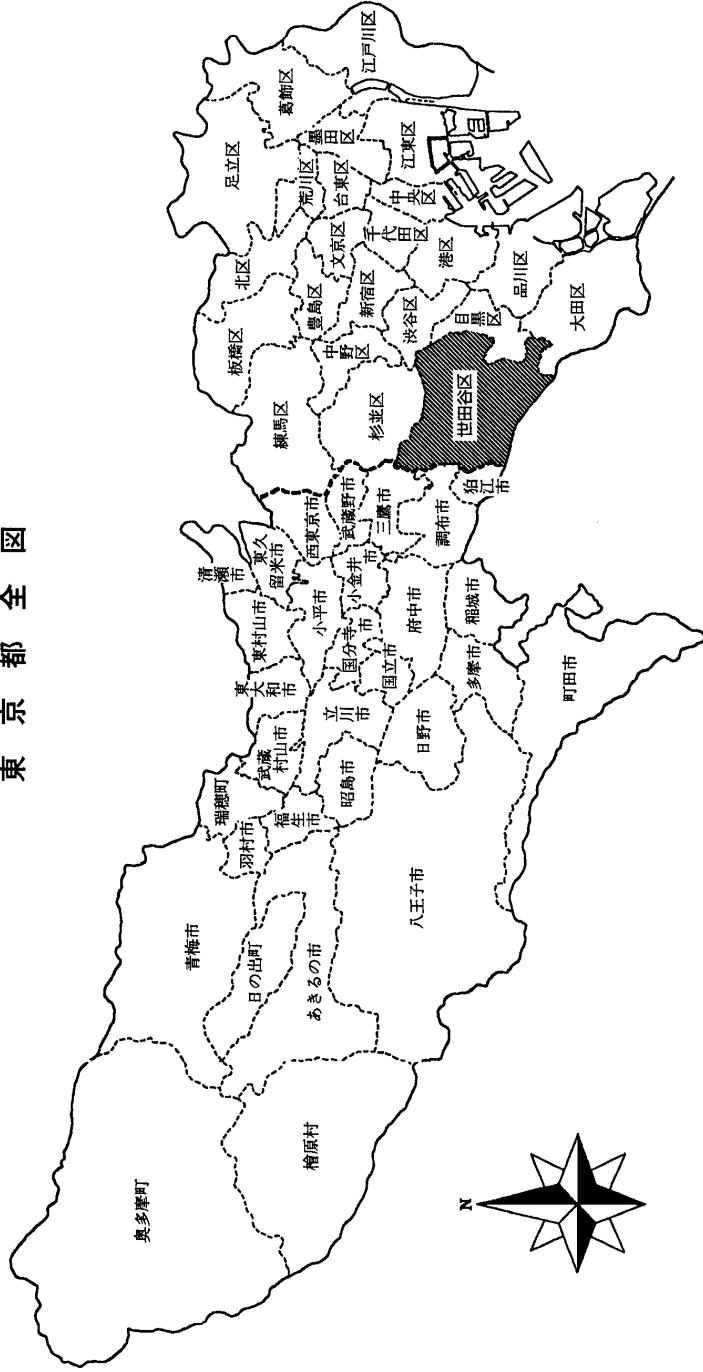 東京都全図
奥多摩町
檜原村
青梅市
日の出町
あきるの市
八王子市
瑞穂町
羽村市
福生市
昭島市
武蔵
村山市
東
大
和
市
立
川
市
日野市
東村山市
国分寺
市
国立市
多摩市
町田市
清
瀬
市
東久
留米市
小平市
小金井市
府中市
稲城市
西東京市
武蔵野市
三鷹市
調布市
狛
江
市
練馬区
杉並区
世田谷区
板橋区
中野区
豊島区
新宿区
渋谷区
目黒
区
大田区
北区
文京区
千代
田区
港区
品川区
足立区
荒川区
台東区
中央
区
葛飾区
墨田
区
江東区
江戸川区
N